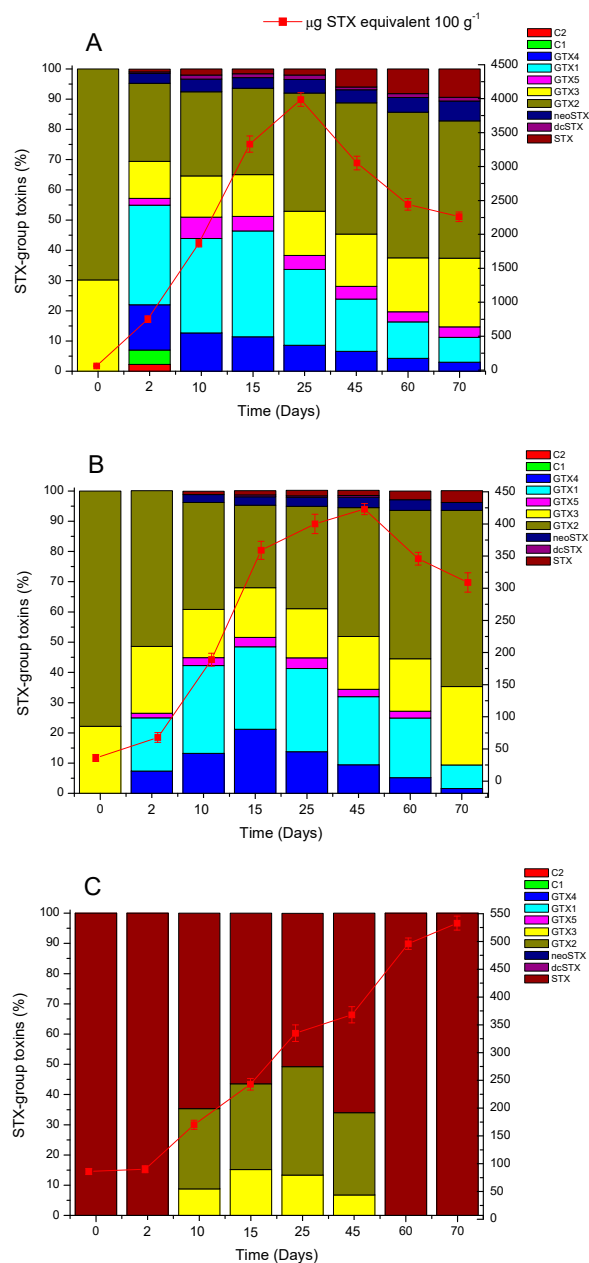 μg STX equivalent 100 g⁻¹
A
C2
C1
GTX4
GTX1
GTX5
GTX3
GTX2
neoSTX
dcSTX
STX
STX-group toxins (%)
100
90
80
70
60
50
40
30
20
10
0
4500
4000
3500
3000
2500
2000
1500
1000
500
0
0 2 10 15 25 45 60 70
Time (Days)
B
C2
C1
GTX4
GTX1
GTX5
GTX3
GTX2
neoSTX
dcSTX
STX
STX-group toxins (%)
100
90
80
70
60
50
40
30
20
10
0
450
400
350
300
250
200
150
100
50
0
0 2 10 15 25 45 60 70
Time (Days)
C
C2
C1
GTX4
GTX1
GTX5
GTX3
GTX2
neoSTX
dcSTX
STX
STX-group toxins (%)
100
90
80
70
60
50
40
30
20
10
0
550
500
450
400
350
300
250
200
150
100
50
0
0 2 10 15 25 45 60 70
Time (Days)